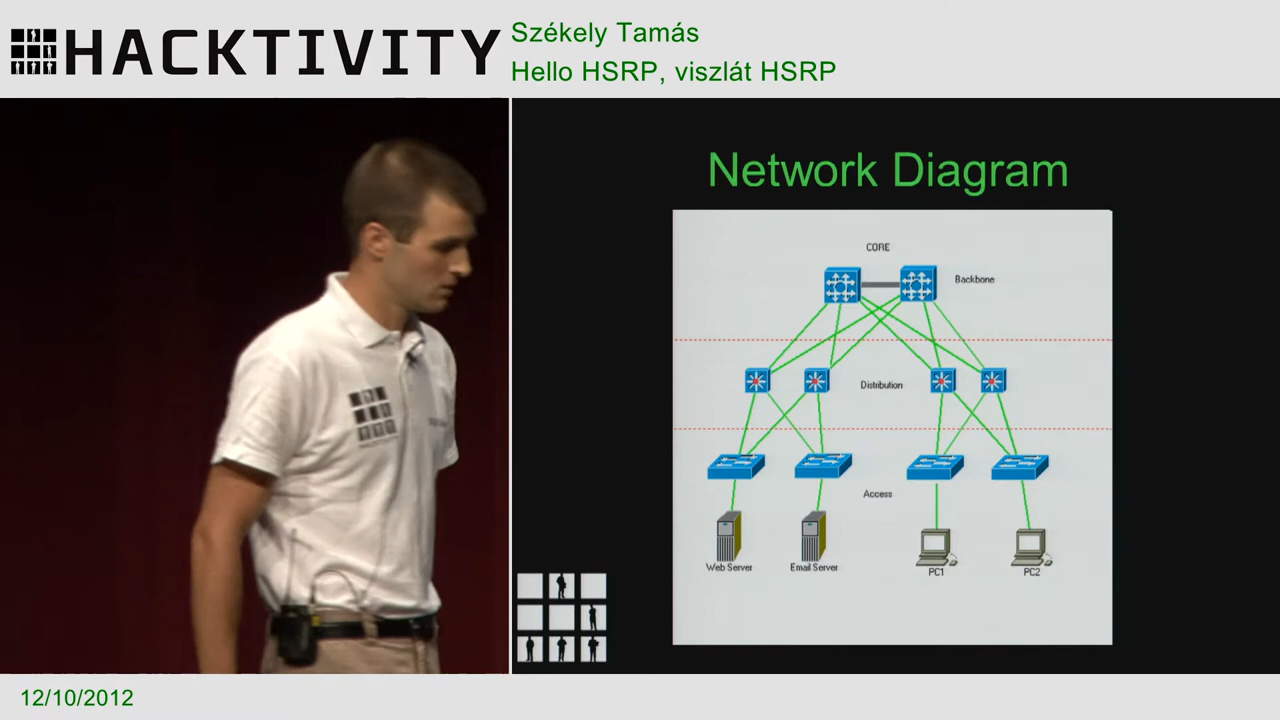 HACKTIVITY
Székely Tamás
Hello HSRP, viszlát HSRP
Network Diagram
CORE
Backbone
Distribution
Access
Web Server
Email Server
PC1
PC2
12/10/2012